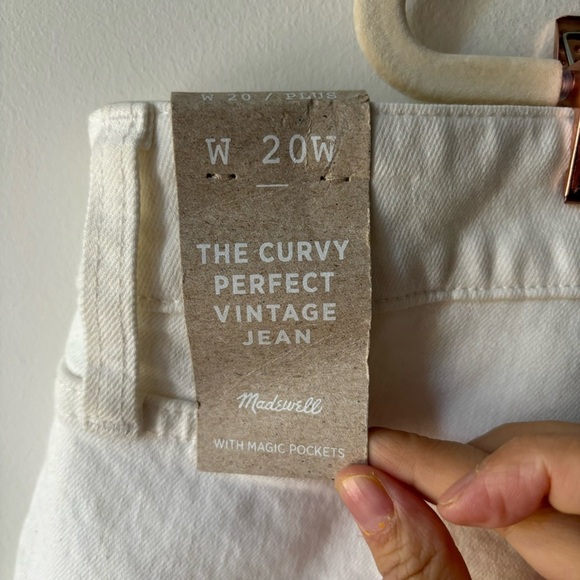 W 20 / PLUS
W 20W
THE CURVY
PERFECT
VINTAGE
JEAN
Madewell
WITH MAGIC POCKETS